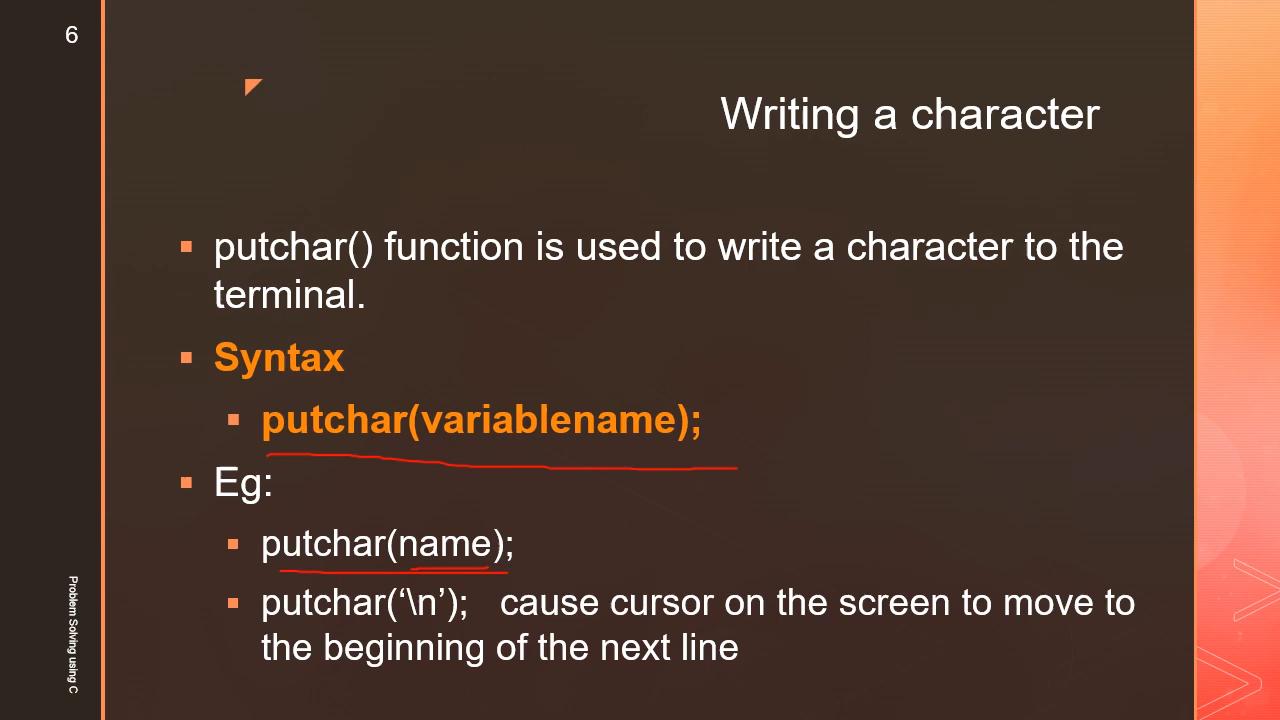 6
Writing a character
putchar() function is used to write a character to the
terminal.
Syntax
putchar(variablename);
Eg:
putchar(name);
putchar(‘\n’); cause cursor on the screen to move to
the beginning of the next line
Problem Solving using C